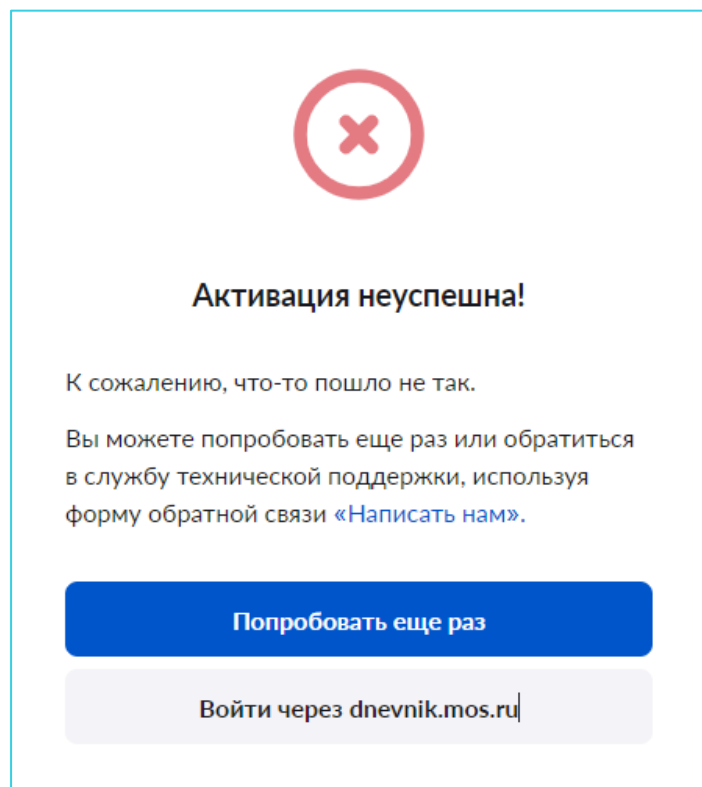 Активация неуспешна!
К сожалению, что-то пошло не так.
Вы можете попробовать еще раз или обратиться
в службу технической поддержки, используя
форму обратной связи «Написать нам».
Попробовать еще раз
Войти через dnevnik.mos.ru